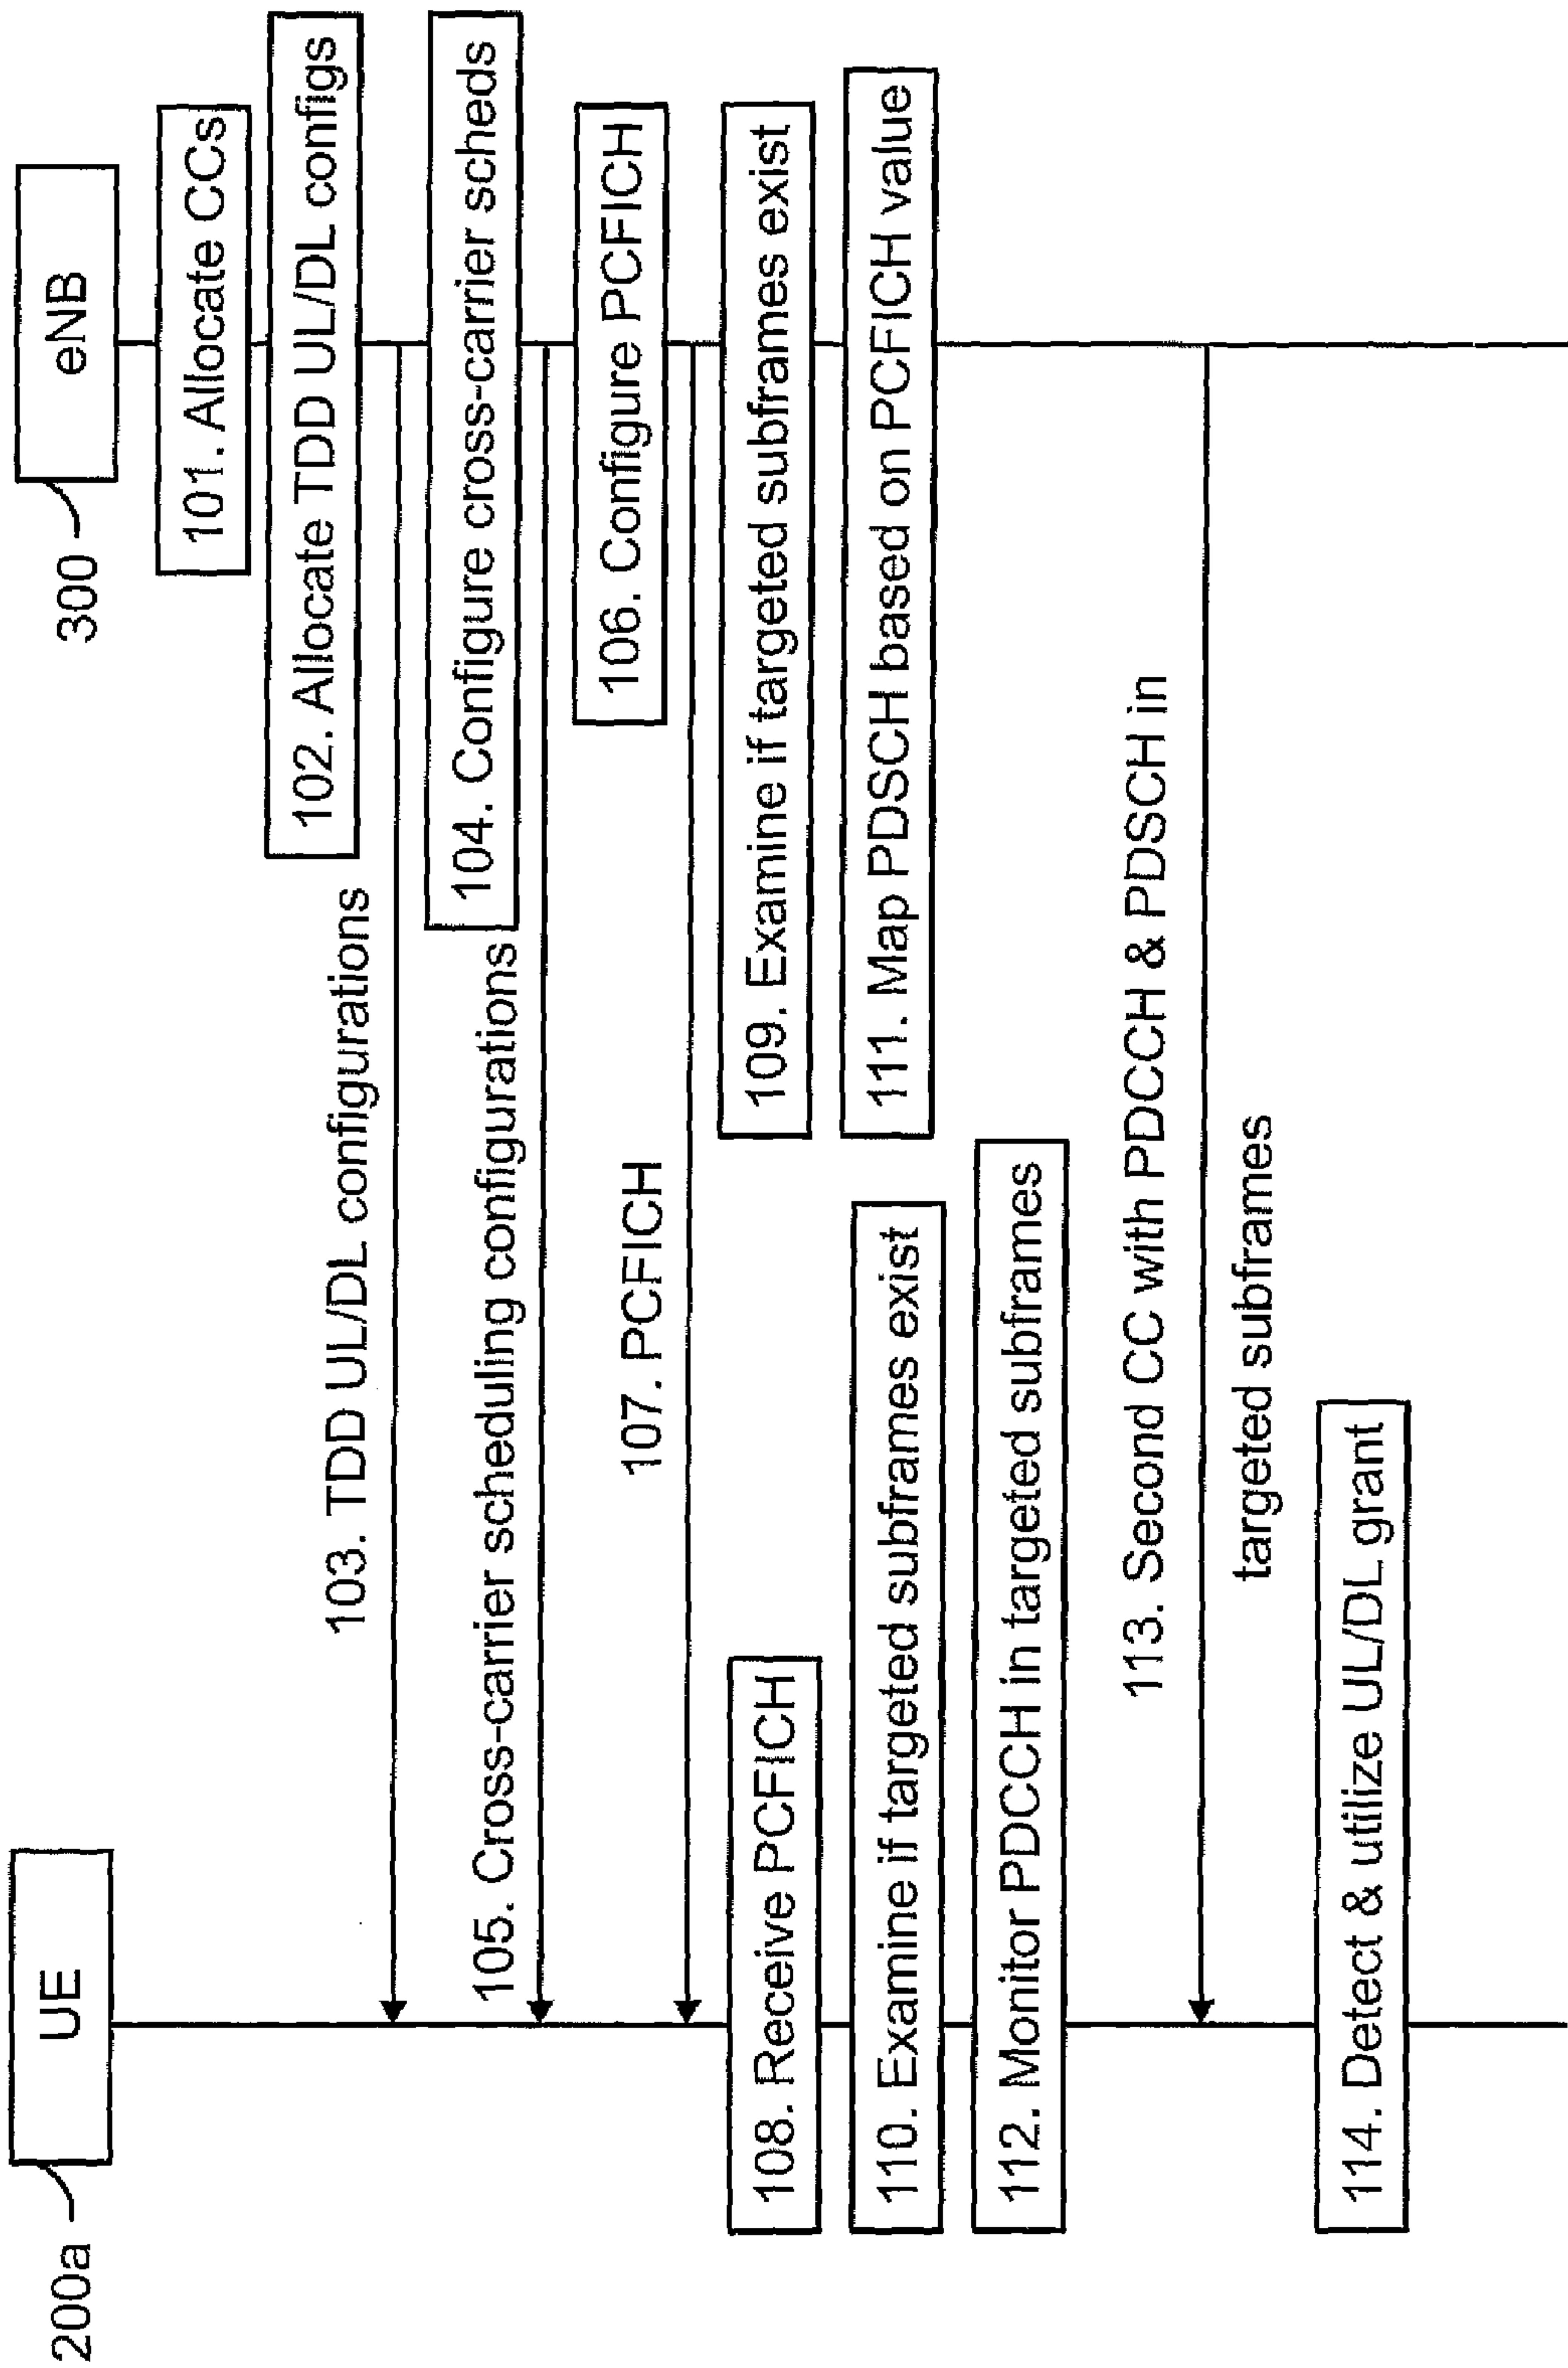 200a
UE
300
eNB
101. Allocate CCs
102. Allocate TDD UL/DL configs
103. TDD UL/DL configurations
104. Configure cross-carrier scheds
105. Cross-carrier scheduling configurations
106. Configure PCFICH
107. PCFICH
108. Receive PCFICH
109. Examine if targeted subframes exist
110. Examine if targeted subframes exist
111. Map PDSCH based on PCFICH value
112. Monitor PDCCH in targeted subframes
113. Second CC with PDCCH & PDSCH in
targeted subframes
114. Detect & utilize UL/DL grant